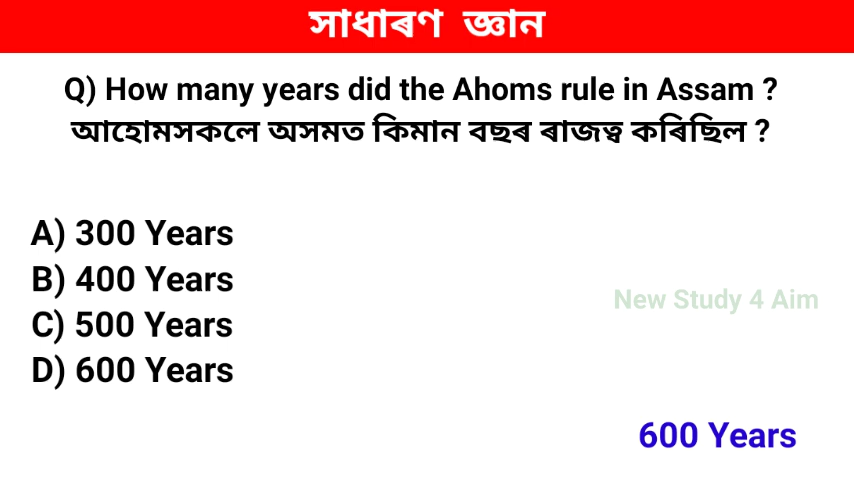 সাধাৰণ জ্ঞান
Q) How many years did the Ahoms rule in Assam ?
আহোমসকলে অসমত কিমান বছৰ ৰাজত্ব কৰিছিল ?
A) 300 Years
B) 400 Years
C) 500 Years
D) 600 Years
New Study 4 Aim
600 Years